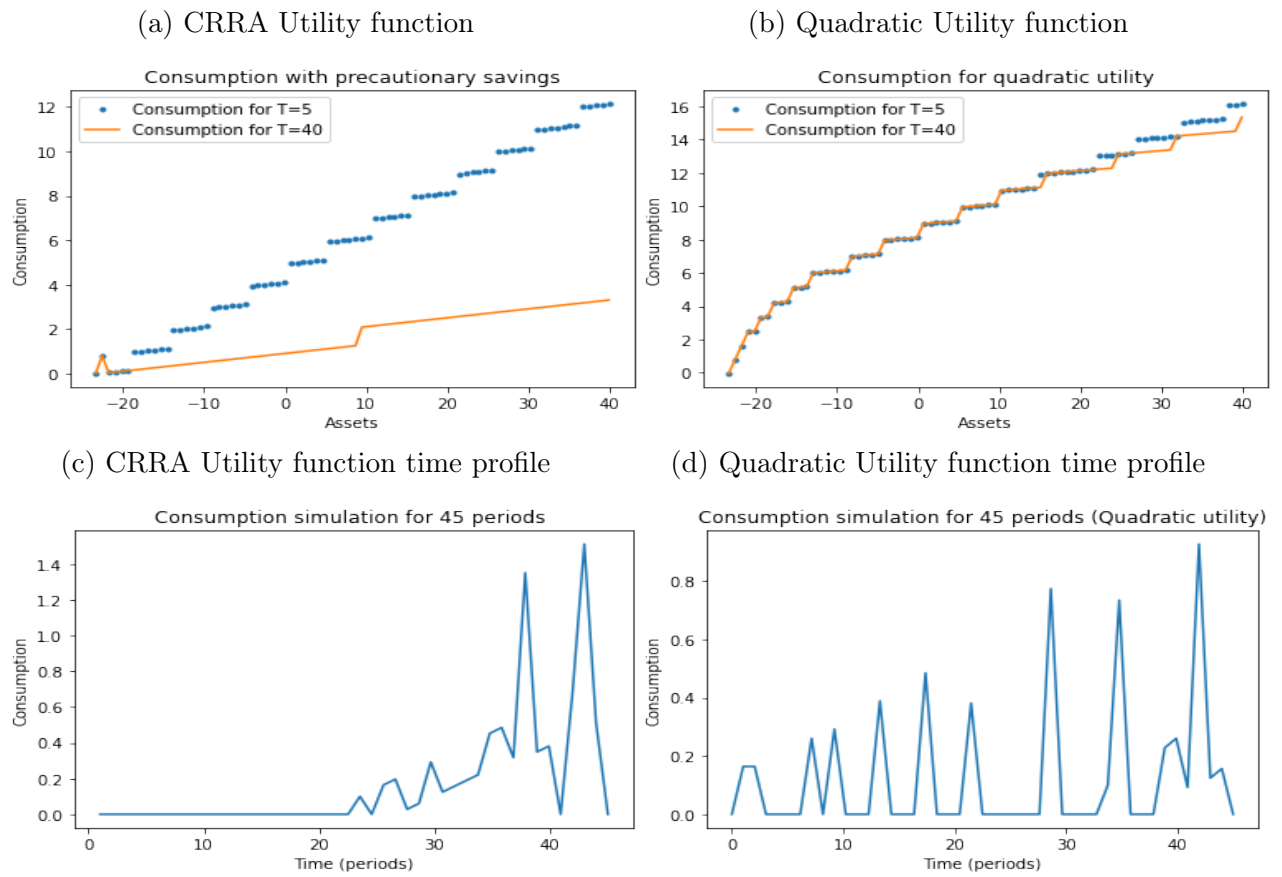 (a) CRRA Utility function
Consumption with precautionary savings
Consumption for T=5
Consumption for T=40
12
10
8
6
4
2
0
Consumption
−20
−10
0
10
20
30
40
Assets
(b) Quadratic Utility function
Consumption for quadratic utility
Consumption for T=5
Consumption for T=40
16
14
12
10
8
6
4
2
0
Consumption
−20
−10
0
10
20
30
40
Assets
(c) CRRA Utility function time profile
Consumption simulation for 45 periods
1.4
1.2
1.0
0.8
0.6
0.4
0.2
0.0
Consumption
0
10
20
30
40
Time (periods)
(d) Quadratic Utility function time profile
Consumption simulation for 45 periods (Quadratic utility)
0.8
0.6
0.4
0.2
0.0
Consumption
0
10
20
30
40
Time (periods)